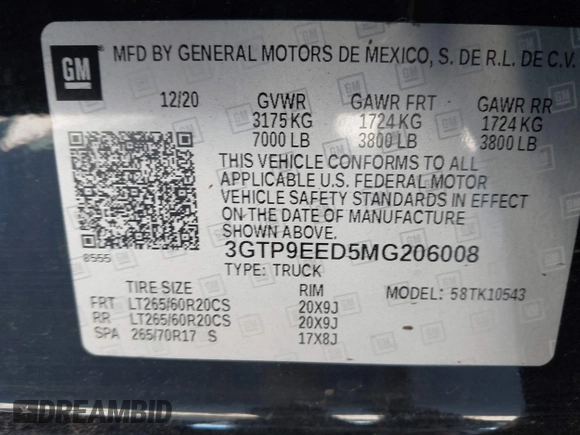 GM
MFD BY GENERAL MOTORS DE MEXICO, S. DE R.L. DE C.V.
12/20 GVWR GAWR FRT GAWR RR
3175 KG 1724 KG 1724 KG
7000 LB 3800 LB 3800 LB
THIS VEHICLE CONFORMS TO ALL
APPLICABLE U.S. FEDERAL MOTOR
VEHICLE SAFETY STANDARDS IN EFFECT
ON THE DATE OF MANUFACTURE
SHOWN ABOVE.
8555
3GTP9EED5MG206008
TYPE: TRUCK
TIRE SIZE RIM MODEL: 58TK10543
FRT LT265/60R20CS 20X9J
RR LT265/60R20CS 20X9J
SPA 265/70R17 S 17X8J
DREAMBID